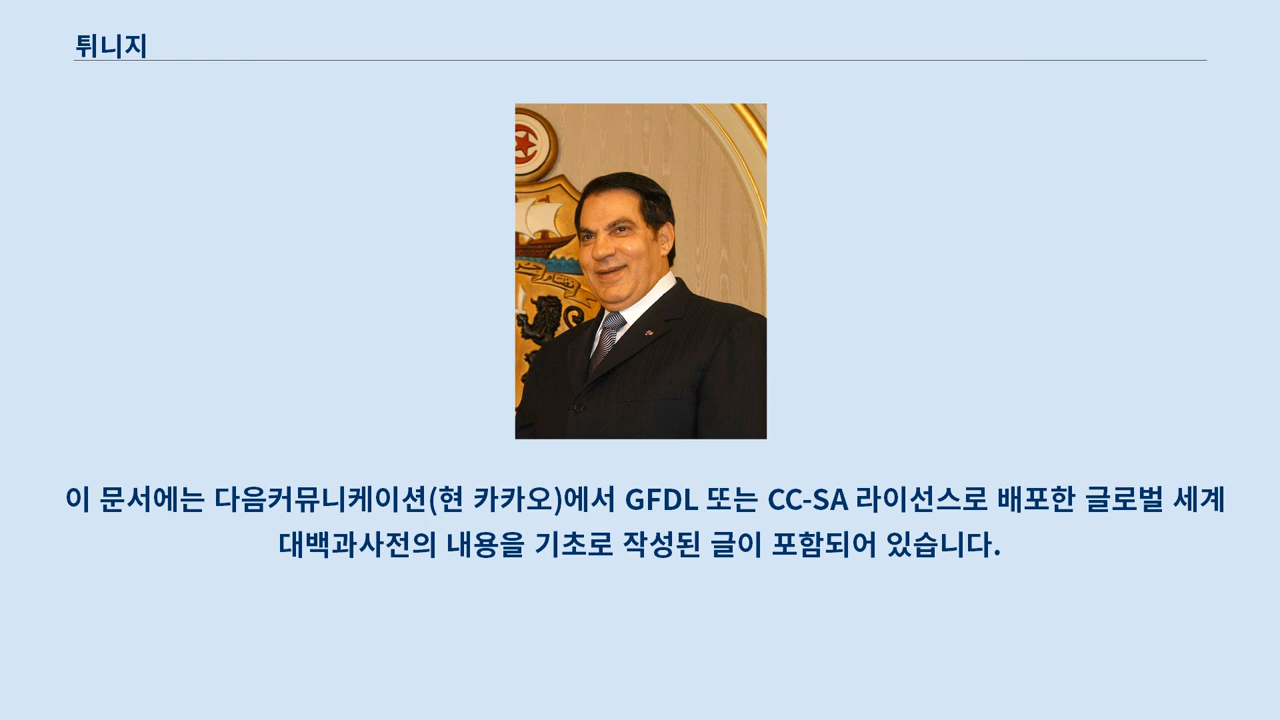 튀니지
이 문서에는 다음커뮤니케이션(현 카카오)에서 GFDL 또는 CC-SA 라이선스로 배포한 글로벌 세계
대백과사전의 내용을 기초로 작성된 글이 포함되어 있습니다.